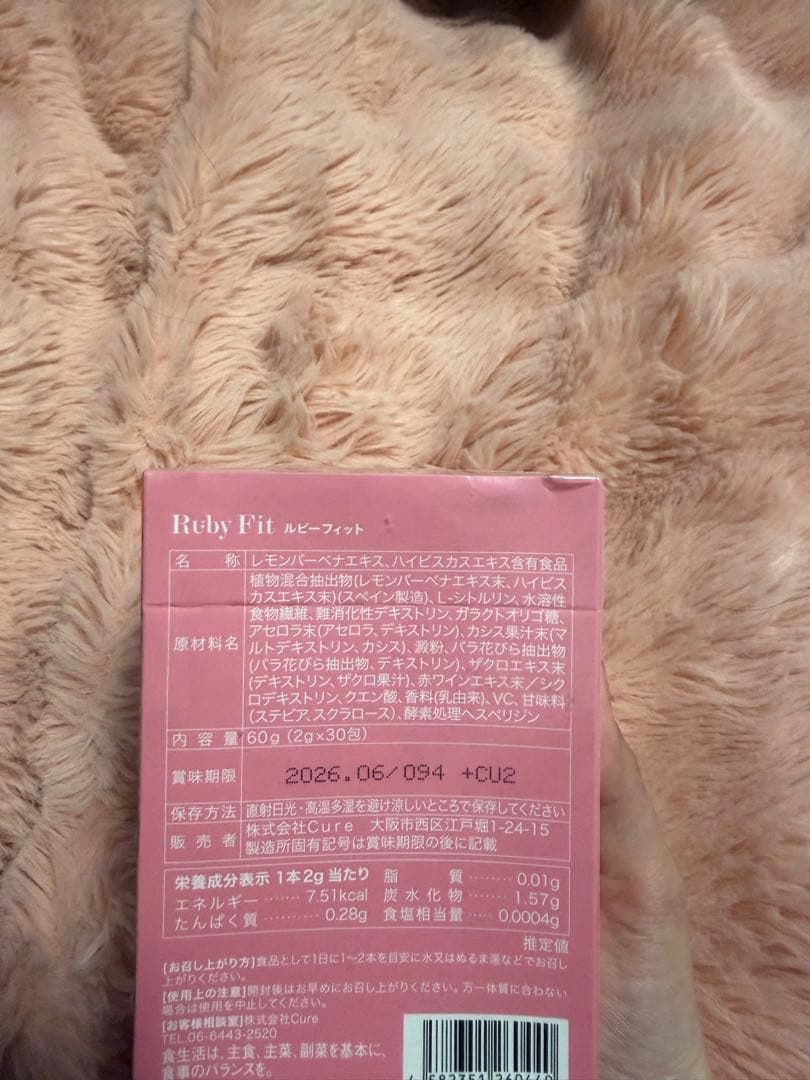 Ruby Fit ルビーフィット
名 称 レモンバーベナエキス、ハイビスカスエキス含有食品
原材料名 植物混合抽出物(レモンバーベナエキス末、ハイビス
カスエキス末)(スペイン製造)、L-シトルリン、水溶性
食物繊維、難消化性デキストリン、ガラクトオリゴ糖、
アセロラ末(アセロラ、デキストリン)、カシス果汁末(マ
ルトデキストリン、カシス)、澱粉、バラ花びら抽出物
(バラ花びら抽出物、デキストリン)、ザクロエキス末
(デキストリン、ザクロ果汁)、赤ワインエキス末／シク
ロデキストリン、クエン酸、香料(乳由来)、VC、甘味料
(ステビア、スクラロース)、酵素処理ヘスペリジン
内 容 量 60g (2g×30包)
賞味期限 2026.06/094 +CU2
保存方法 直射日光・高温多湿を避け涼しいところで保存してください
販 売 者 株式会社Cure 大阪市西区江戸堀1-24-15
製造所固有記号は賞味期限の後に記載
栄養成分表示 1本2g当たり
エネルギー ······· 7.51kcal
たんぱく質 ·········· 0.28g
脂 質 ········ 0.01g
炭水化物 ········ 1.57g
食塩相当量 ····· 0.0004g
推定値
[お召し上がり方]食品として1日に1〜2本を目安に水又はぬるま湯などでお召し
上がりください。
[使用上の注意]開封後はお早めにお召し上がりください。万一体質に合わない
場合は使用を中止してください。
[お客様相談室]株式会社Cure
TEL.06-6443-2520
食生活は、主食、主菜、副菜を基本に、
食事のバランスを。